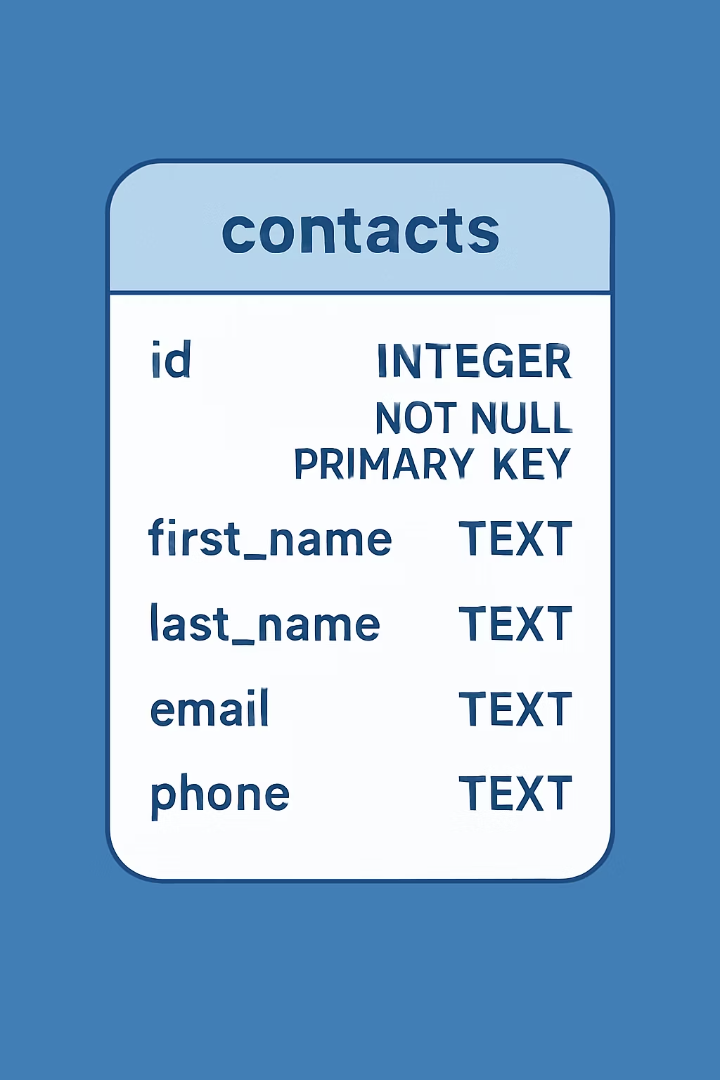 contacts
id INTEGER
NOT NULL
PRIMARY KEY
first_name TEXT
last_name TEXT
email TEXT
phone TEXT